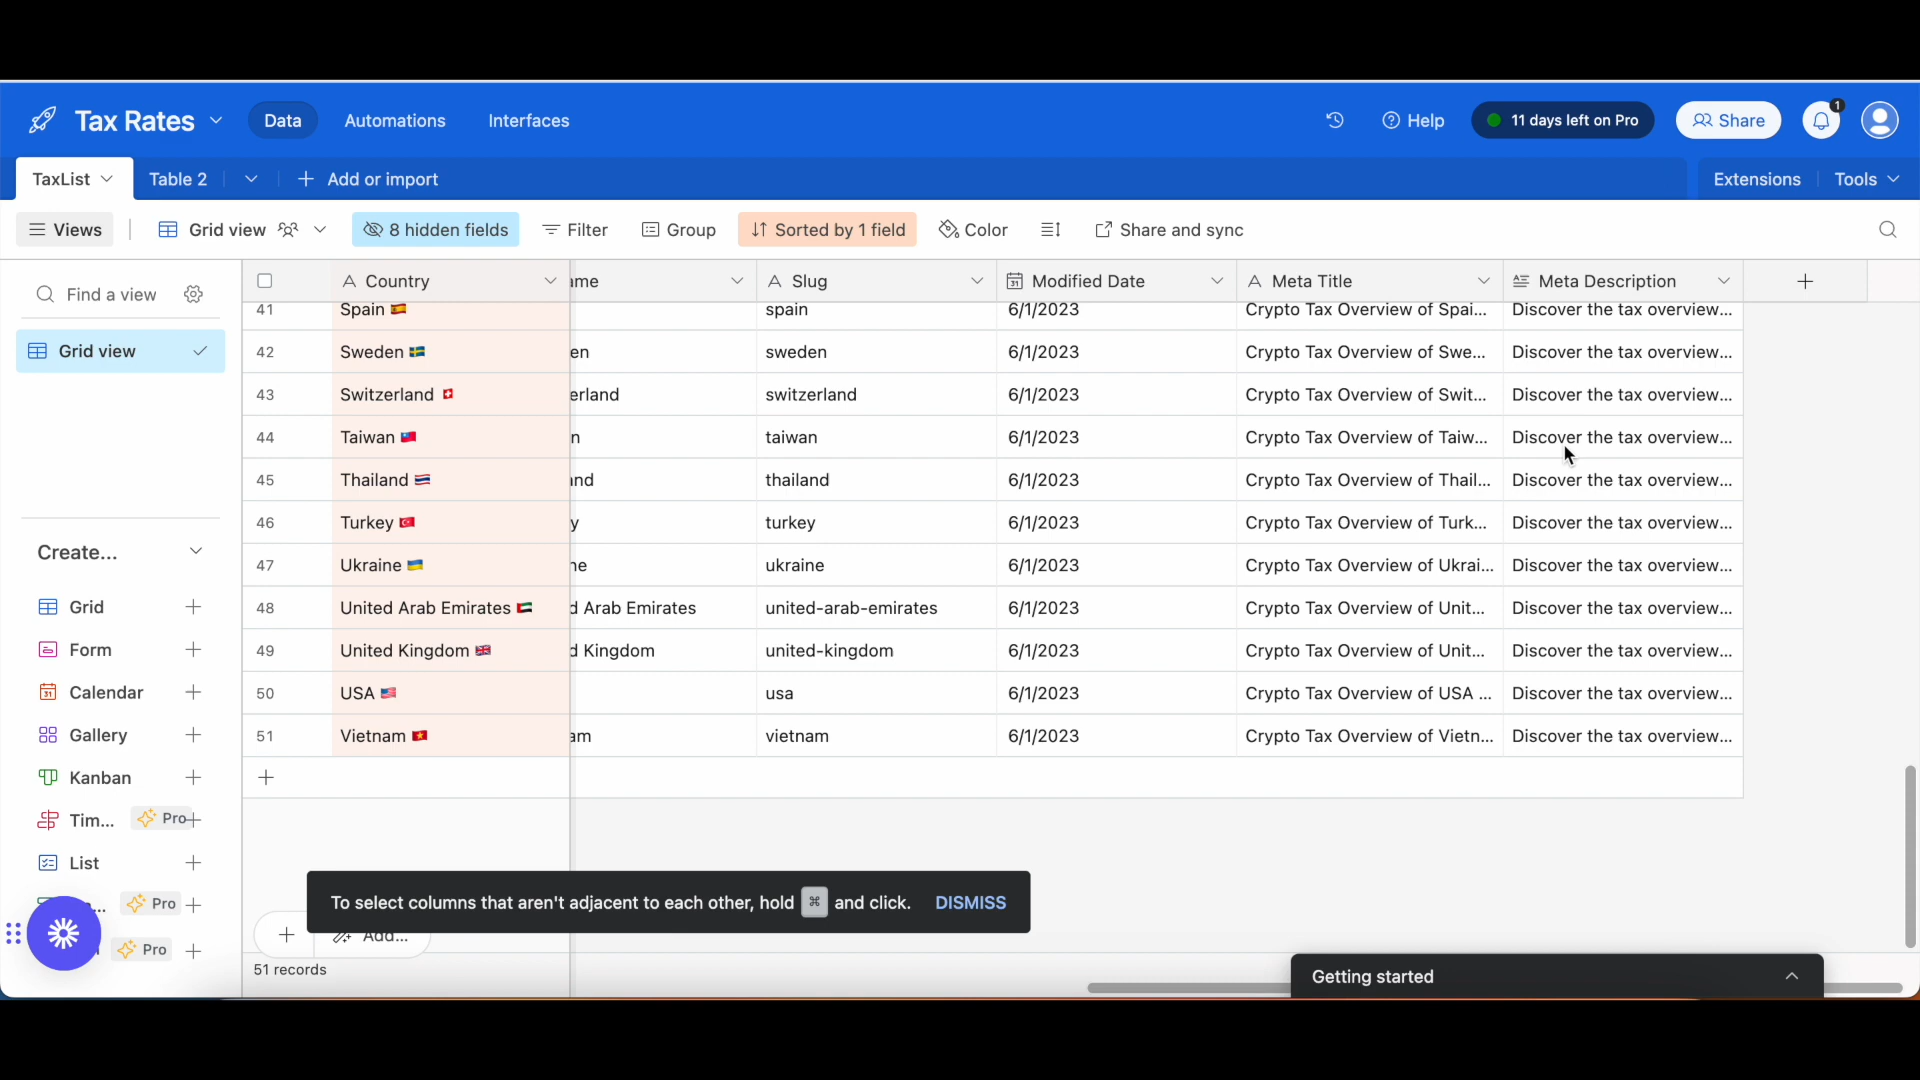 Tax Rates
Data
Automations
Interfaces
Help
11 days left on Pro
Share
1
TaxList
Table 2
Add or import
Extensions
Tools
Views
Grid view
8 hidden fields
Filter
Group
Sorted by 1 field
Color
Share and sync
Find a view
Grid view
Create...
Grid
Form
Calendar
Gallery
Kanban
Tim... Pro
List
Pro
Pro
Country
me
Slug
Modified Date
Meta Title
Meta Description
41 Spain spain 6/1/2023 Crypto Tax Overview of Spai... Discover the tax overview...
42 Sweden en sweden 6/1/2023 Crypto Tax Overview of Swe... Discover the tax overview...
43 Switzerland erland switzerland 6/1/2023 Crypto Tax Overview of Swit... Discover the tax overview...
44 Taiwan n taiwan 6/1/2023 Crypto Tax Overview of Taiw... Discover the tax overview...
45 Thailand nd thailand 6/1/2023 Crypto Tax Overview of Thail... Discover the tax overview...
46 Turkey y turkey 6/1/2023 Crypto Tax Overview of Turk... Discover the tax overview...
47 Ukraine ne ukraine 6/1/2023 Crypto Tax Overview of Ukrai... Discover the tax overview...
48 United Arab Emirates d Arab Emirates united-arab-emirates 6/1/2023 Crypto Tax Overview of Unit... Discover the tax overview...
49 United Kingdom d Kingdom united-kingdom 6/1/2023 Crypto Tax Overview of Unit... Discover the tax overview...
50 USA usa 6/1/2023 Crypto Tax Overview of USA ... Discover the tax overview...
51 Vietnam am vietnam 6/1/2023 Crypto Tax Overview of Vietn... Discover the tax overview...
To select columns that aren't adjacent to each other, hold ⌘ and click. DISMISS
Add...
51 records
Getting started